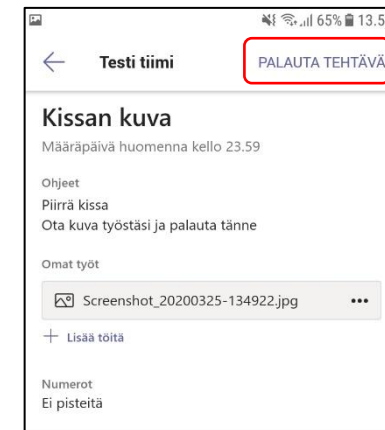 65% 13.5
Testi tiimi PALAUTA TEHTÄVÄ
Kissan kuva
Määräpäivä huomenna kello 23.59
Ohjeet
Piirrä kissa
Ota kuva työstäsi ja palauta tänne
Omat työt
Screenshot_20200325-134922.jpg
Lisää töitä
Numerot
Ei pisteitä